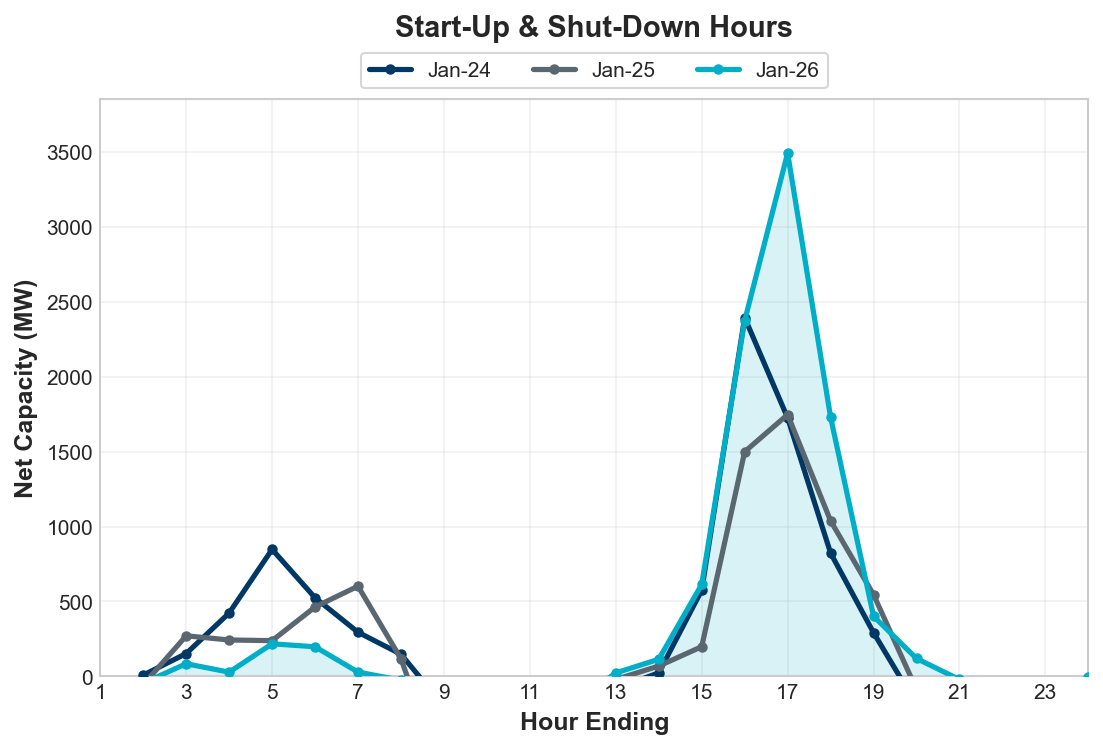 Start-Up & Shut-Down Hours
Jan-24 Jan-25 Jan-26
Net Capacity (MW)
3500
3000
2500
2000
1500
1000
500
0
1 3 5 7 9 11 13 15 17 19 21 23
Hour Ending